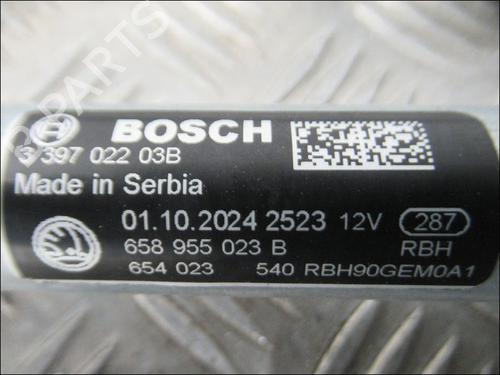 BOSCH
3 397 022 03B
Made in Serbia
01.10.2024 2523 12V 287
658 955 023 B RBH
654 023 540 RBH90GEM0A1